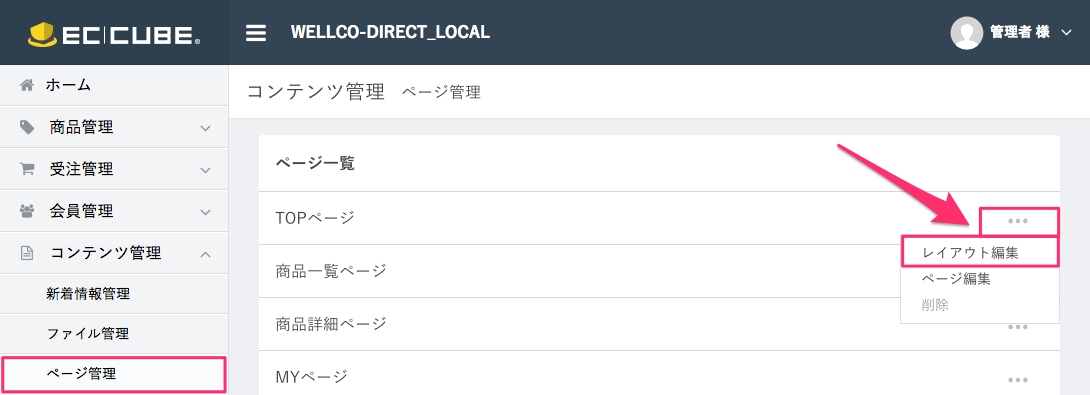 EC CUBE®
WELLCO-DIRECT_LOCAL
管理者 様
ホーム
商品管理
受注管理
会員管理
コンテンツ管理
新着情報管理
ファイル管理
ページ管理
コンテンツ管理 ページ管理
ページ一覧
TOPページ
レイアウト編集
ページ編集
削除
商品一覧ページ
商品詳細ページ
MYページ